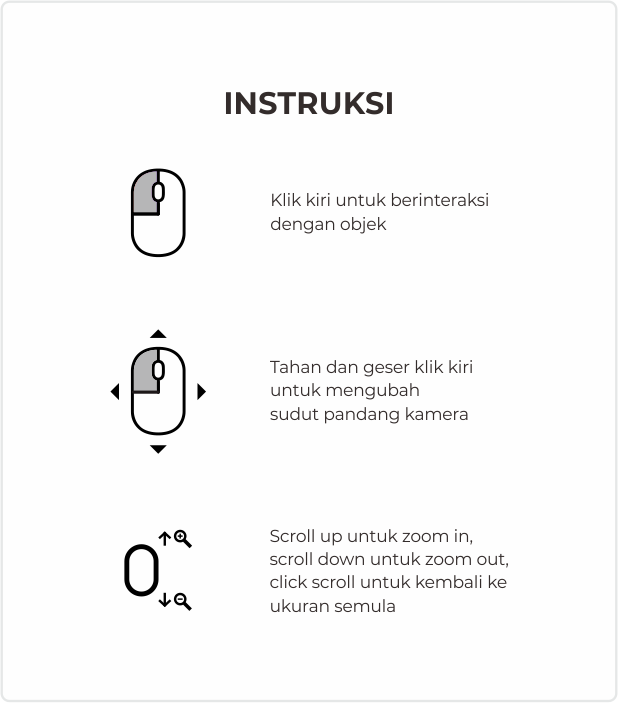 INSTRUKSI
Klik kiri untuk berinteraksi
dengan objek
Tahan dan geser klik kiri
untuk mengubah
sudut pandang kamera
Scroll up untuk zoom in,
scroll down untuk zoom out,
click scroll untuk kembali ke
ukuran semula